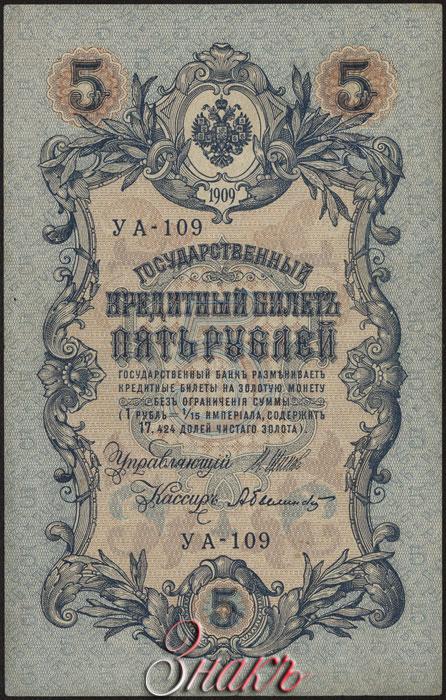 5 5
1909
УА-109
ГОСУДАРСТВЕННЫЙ
КРЕДИТНЫЙ БИЛЕТЪ
ПЯТЬ РУБЛЕЙ
ГОСУДАРСТВЕННЫЙ БАНКЪ РАЗМѢНИВАЕТЪ
КРЕДИТНЫЕ БИЛЕТЫ НА ЗОЛОТУЮ МОНЕТУ
БЕЗЪ ОГРАНИЧЕНІЯ СУММЫ
(1 РУБЛЬ = 1/15 ИМПЕРІАЛА, СОДЕРЖИТЪ
17,424 ДОЛЕЙ ЧИСТАГО ЗОЛОТА).
Управляющій
Кассиръ
УА-109
5
Знакъ